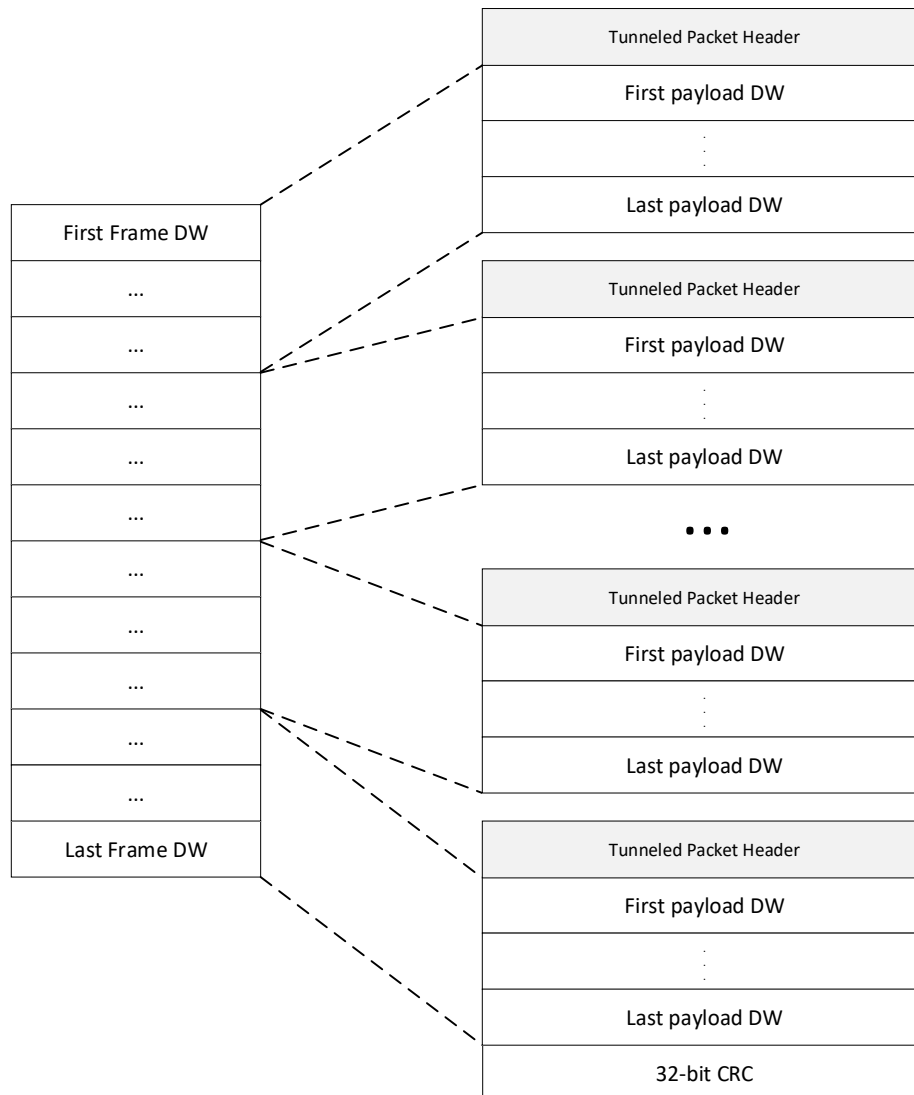 First Frame DW
...
...
...
...
...
...
...
...
...
...
Last Frame DW
Tunneled Packet Header
First payload DW
.
.
.
Last payload DW
Tunneled Packet Header
First payload DW
.
.
.
Last payload DW
...
Tunneled Packet Header
First payload DW
.
.
.
Last payload DW
Tunneled Packet Header
First payload DW
.
.
.
Last payload DW
32-bit CRC